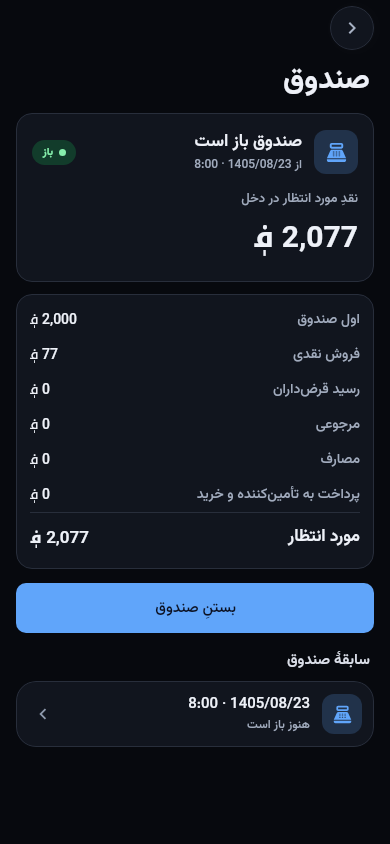 صندوق
صندوق باز است
از 1405/08/23 · 8:00
باز
نقد مورد انتظار در دخل
2,077 ؋
اول صندوق
2,000 ؋
فروش نقدی
77 ؋
رسید قرض‌داران
0 ؋
مرجوعی
0 ؋
مصارف
0 ؋
پرداخت به تأمین‌کننده و خرید
0 ؋
مورد انتظار
2,077 ؋
بستنِ صندوق
سابقهٔ صندوق
1405/08/23 · 8:00
هنوز باز است